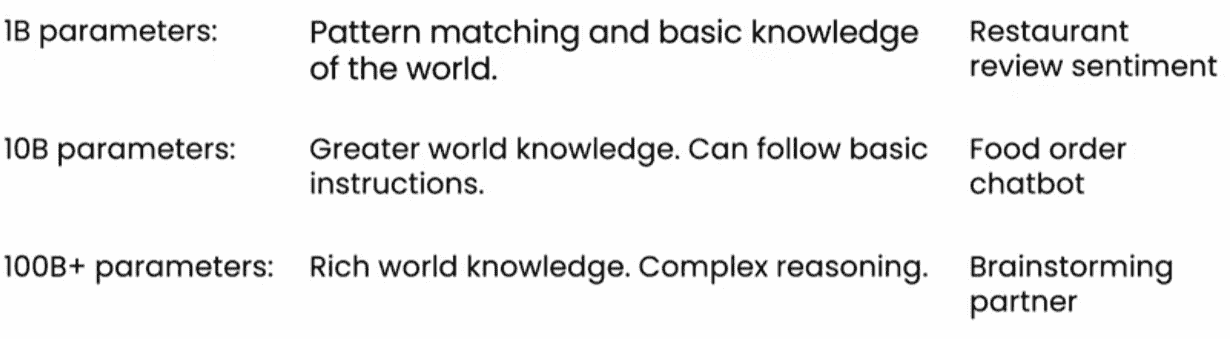 1B parameters:
Pattern matching and basic knowledge
of the world.
Restaurant
review sentiment
10B parameters:
Greater world knowledge. Can follow basic
instructions.
Food order
chatbot
100B+ parameters:
Rich world knowledge. Complex reasoning.
Brainstorming
partner